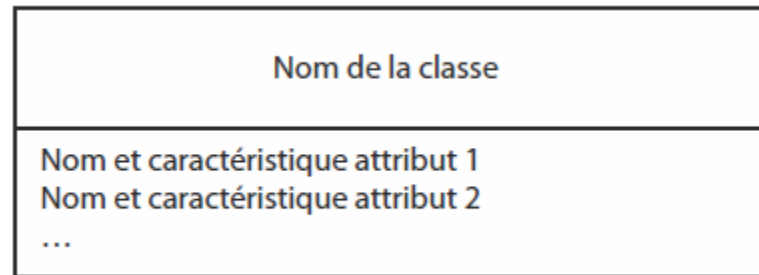 Nom de la classe
Nom et caractéristique attribut 1
Nom et caractéristique attribut 2
...